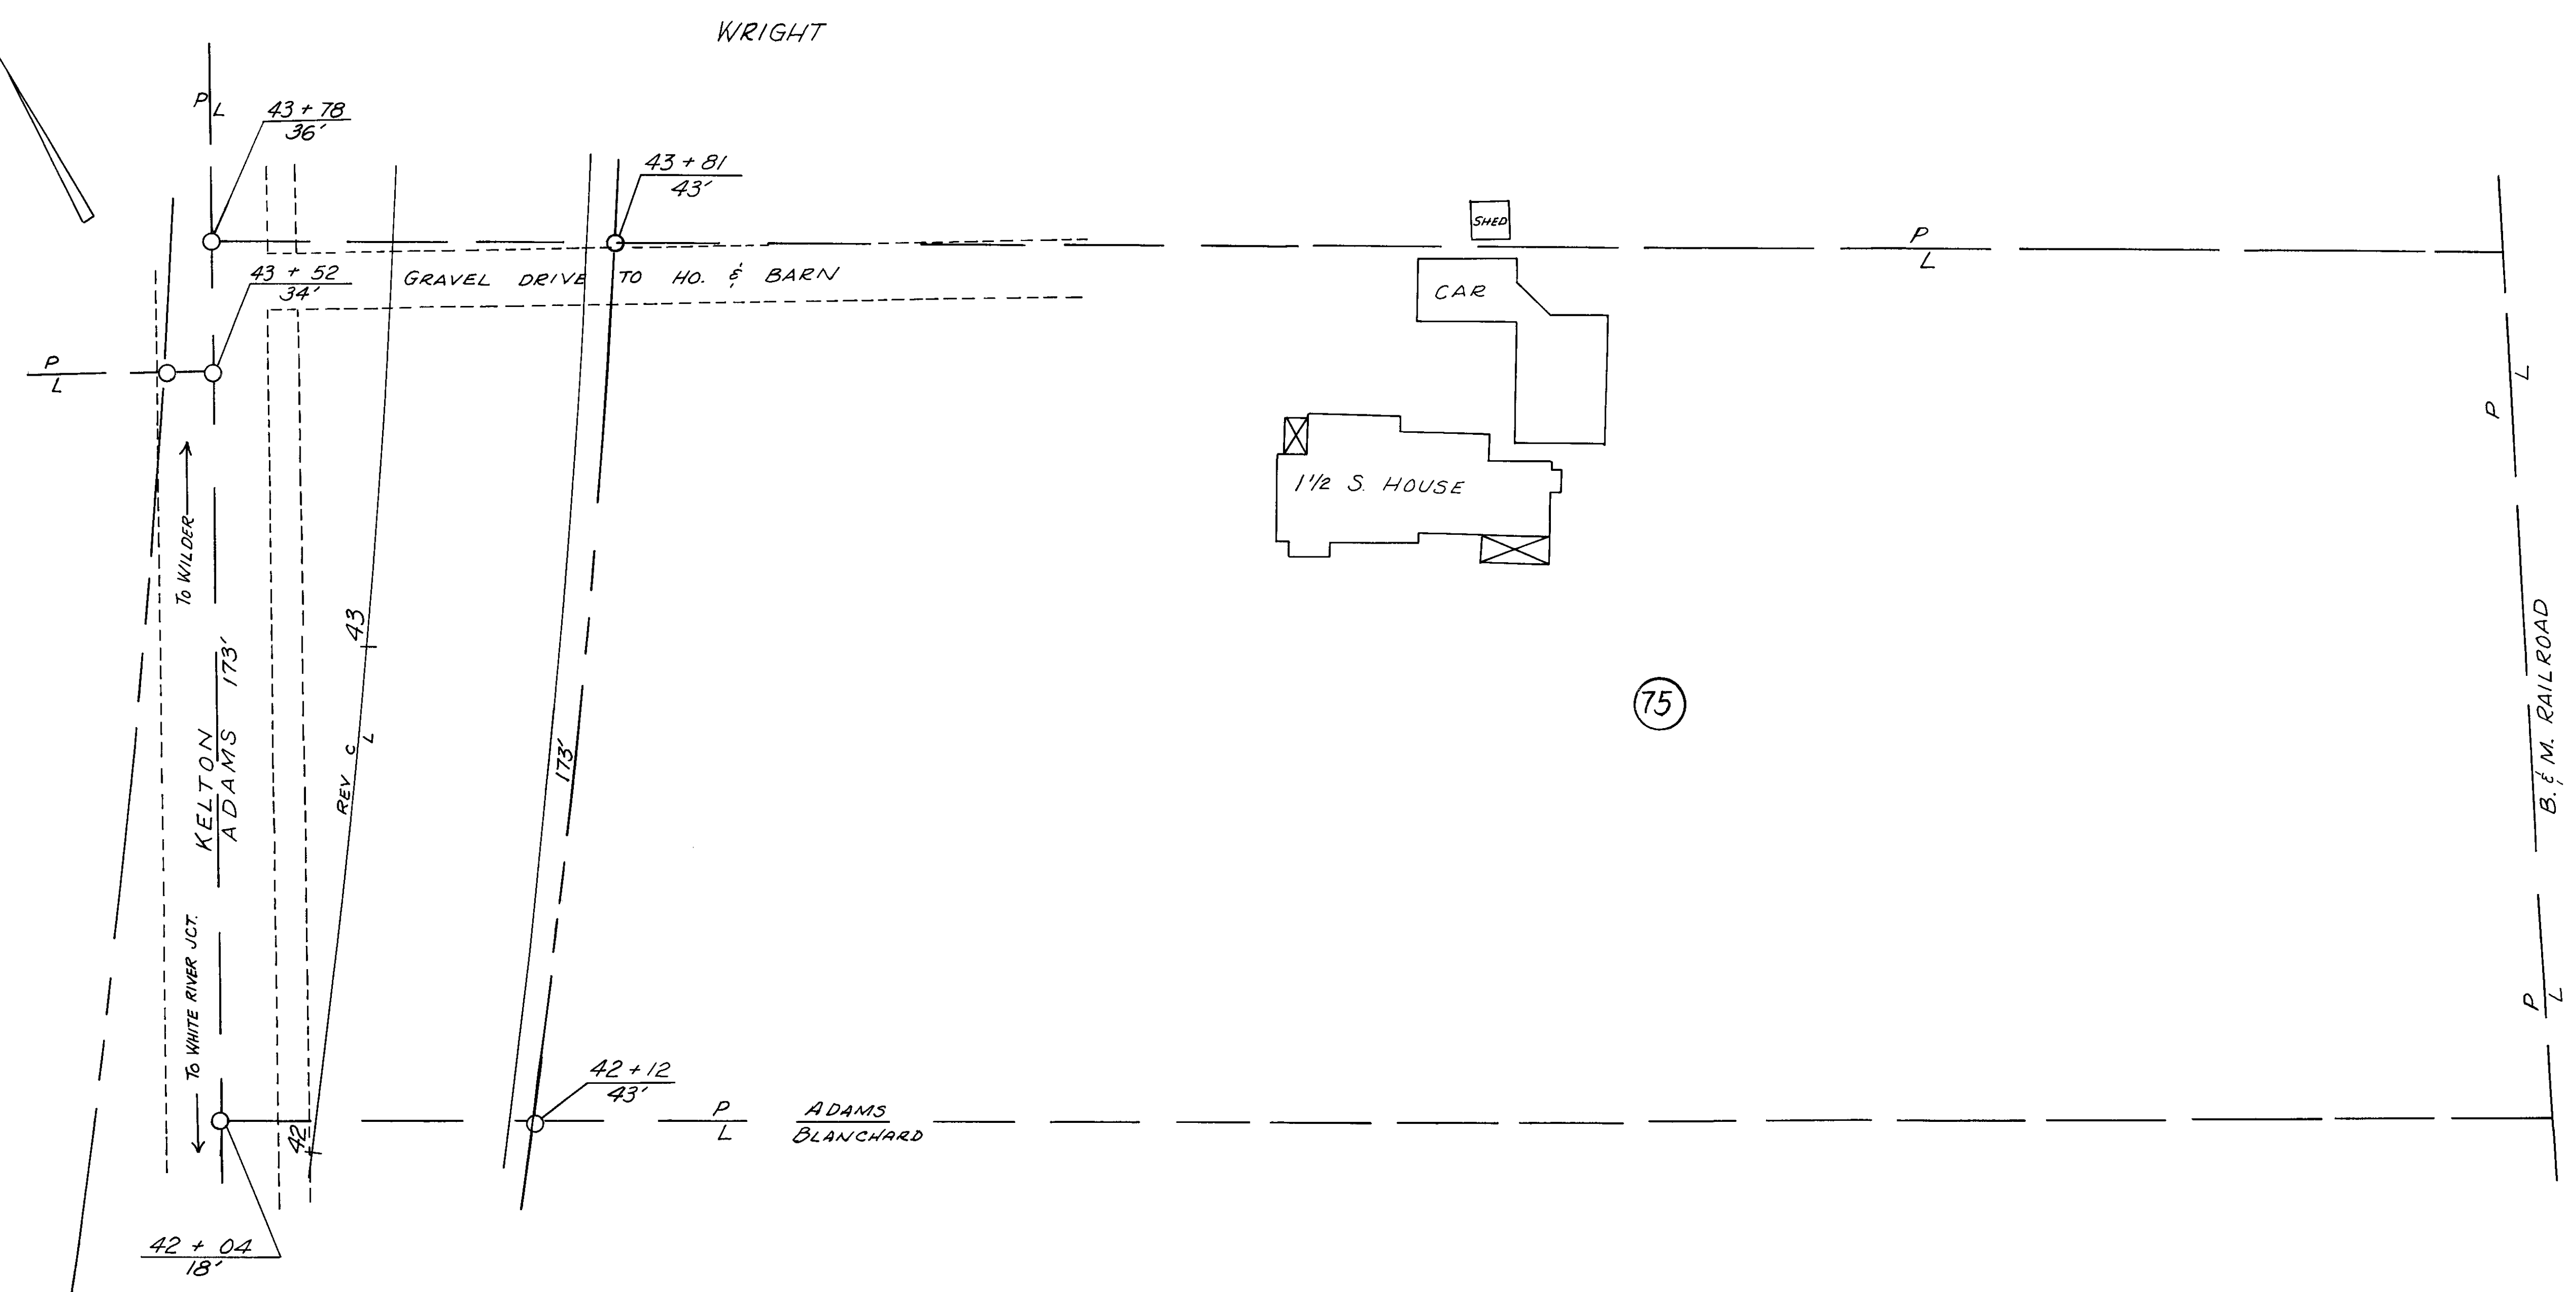 WRIGHT
P
L
43 + 78
36'
43 + 81
43'
SHED
P
L
43 + 52
34'
GRAVEL DRIVE TO HO. & BARN
CAR
P
L
P
L
1 1/2 S. HOUSE
TO WILDER
43
KELTON
ADAMS 173'
REV C
L
173'
75
B. & M. RAILROAD
TO WHITE RIVER JCT.
P
L
42 + 12
43'
P
L
ADAMS
BLANCHARD
42
42 + 04
18'